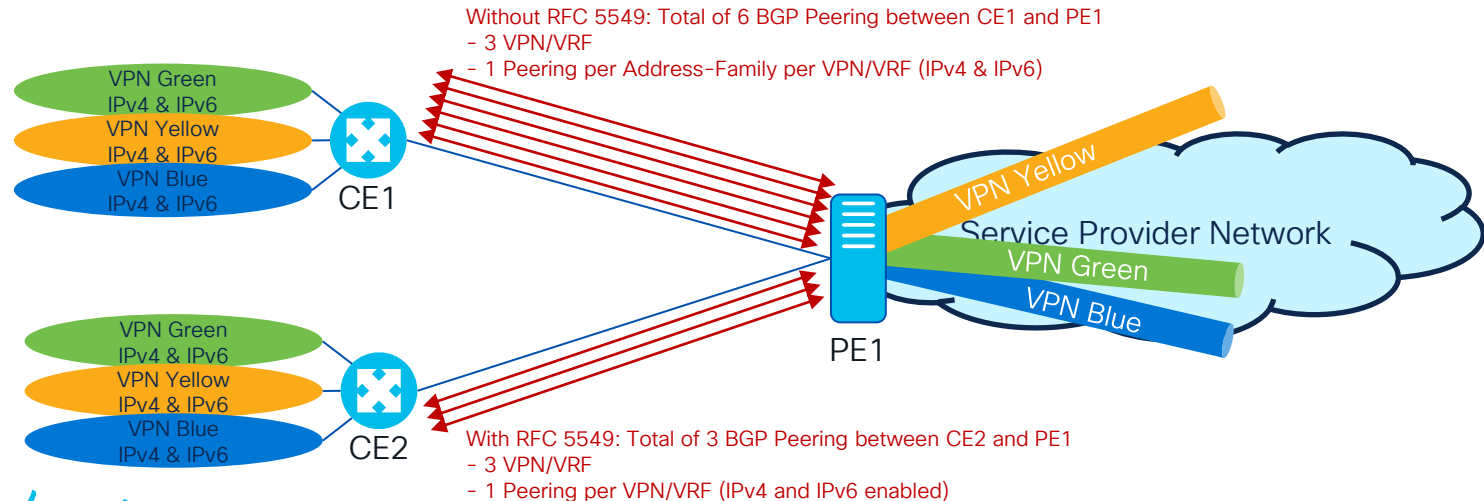 Without RFC 5549: Total of 6 BGP Peering between CE1 and PE1
- 3 VPN/VRF
- 1 Peering per Address-Family per VPN/VRF (IPv4 & IPv6)
VPN Green
IPv4 & IPv6
VPN Yellow
IPv4 & IPv6
VPN Blue
IPv4 & IPv6
CE1
VPN Yellow
Service Provider Network
VPN Green
VPN Blue
PE1
VPN Green
IPv4 & IPv6
VPN Yellow
IPv4 & IPv6
VPN Blue
IPv4 & IPv6
CE2
With RFC 5549: Total of 3 BGP Peering between CE2 and PE1
- 3 VPN/VRF
- 1 Peering per VPN/VRF (IPv4 and IPv6 enabled)